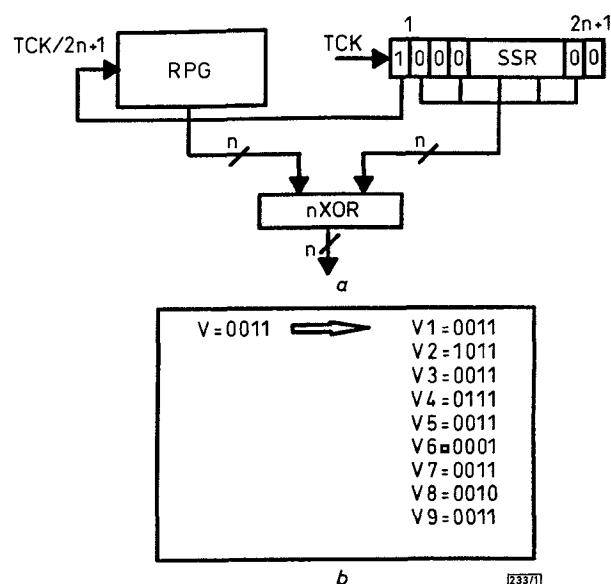 1
2n+1
TCK/2n+1
RPG
TCK
1 0 0 0 SSR 0 0
n
n
nXOR
n
a
V=0011
V1=0011
V2=1011
V3=0011
V4=0111
V5=0011
V6=0001
V7=0011
V8=0010
V9=0011
b
233/1